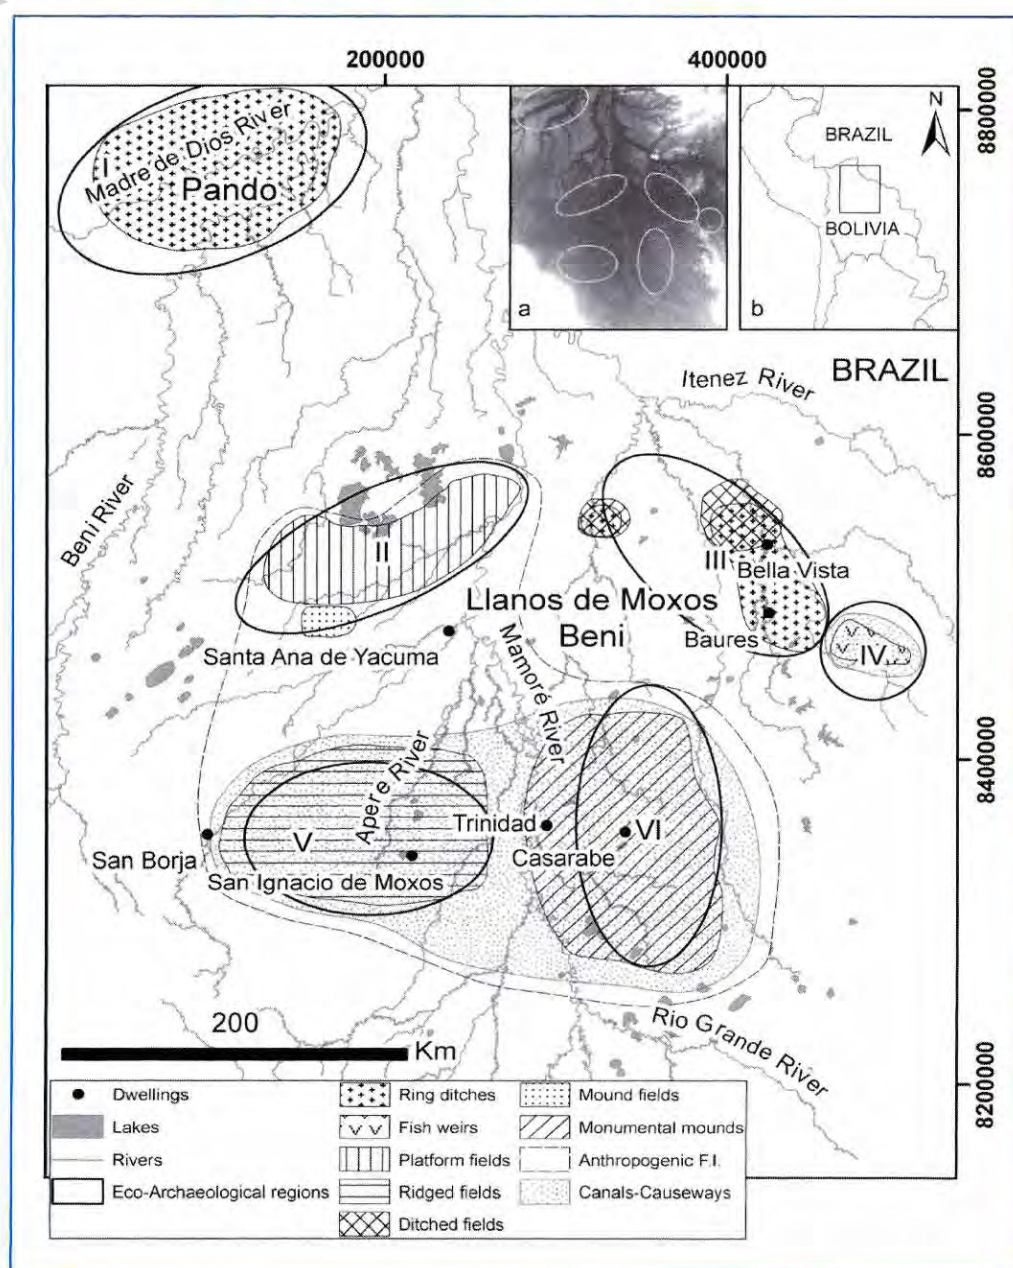 200000
400000
8800000
8600000
8400000
8200000
N
BRAZIL
BOLIVIA
a
b
I
Madre de Dios River
Pando
BRAZIL
Itenez River
Beni River
II
III
Bella Vista
Llanos de Moxos
Beni
Baures
IV
Santa Ana de Yacuma
Mamoré River
Apere River
Trinidad
VI
V
San Borja
Casarabe
San Ignacio de Moxos
200
Km
Rio Grande River
Dwellings
Lakes
Rivers
Eco-Archaeological regions
Ring ditches
Fish weirs
Platform fields
Ridged fields
Ditched fields
Mound fields
Monumental mounds
Anthropogenic F.I.
Canals-Causeways